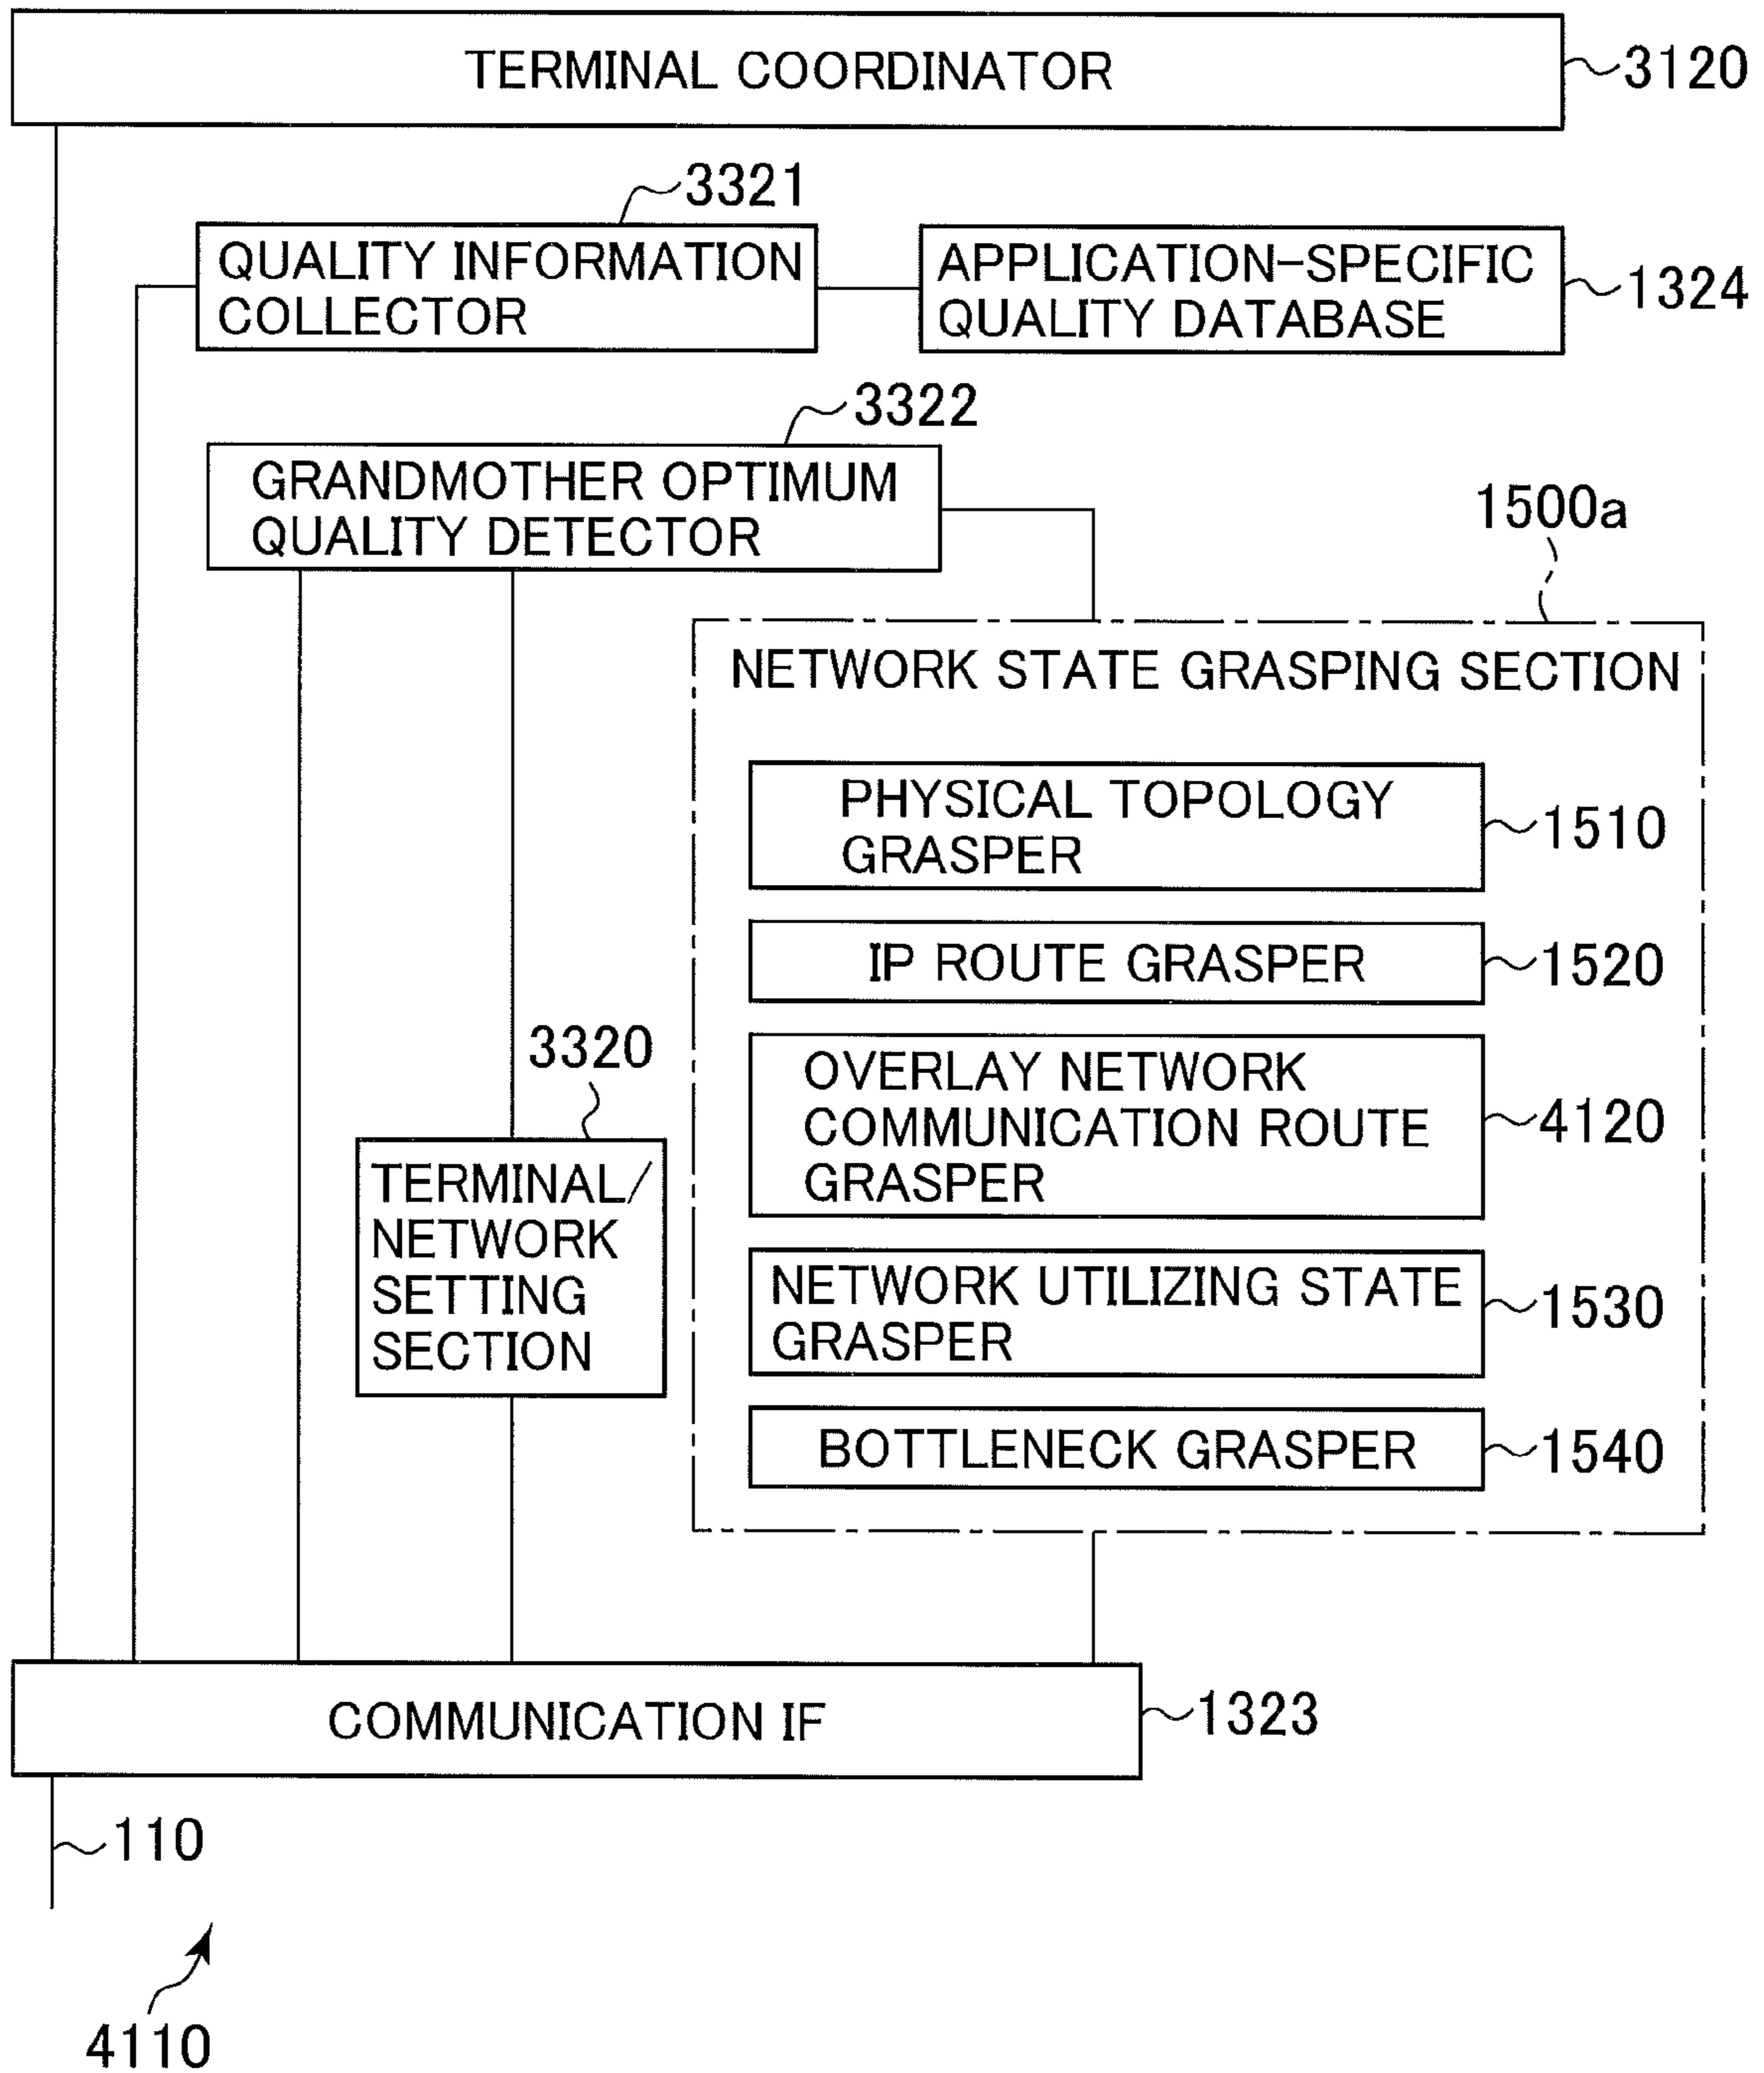 TERMINAL COORDINATOR
3120
3321
QUALITY INFORMATION
COLLECTOR
APPLICATION-SPECIFIC
QUALITY DATABASE
1324
3322
GRANDMOTHER OPTIMUM
QUALITY DETECTOR
1500a
NETWORK STATE GRASPING SECTION
PHYSICAL TOPOLOGY
GRASPER
1510
IP ROUTE GRASPER
1520
3320
OVERLAY NETWORK
COMMUNICATION ROUTE
GRASPER
4120
TERMINAL/
NETWORK
SETTING
SECTION
NETWORK UTILIZING STATE
GRASPER
1530
BOTTLENECK GRASPER
1540
COMMUNICATION IF
1323
110
4110